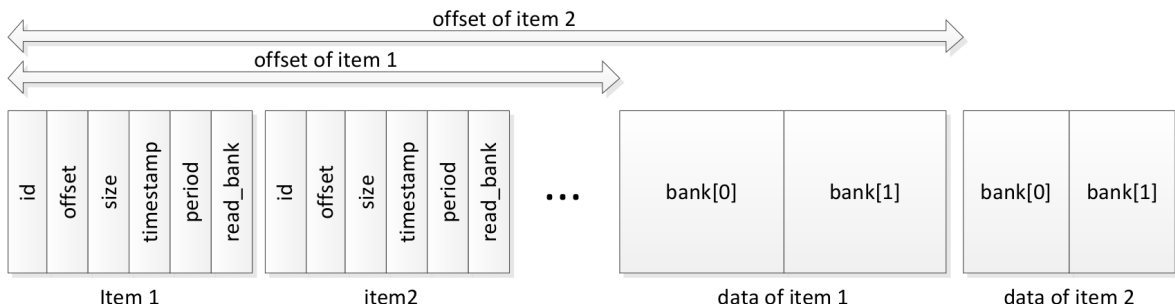 offset of item 2
offset of item 1
id
offset
size
timestamp
period
read_bank
id
offset
size
timestamp
period
read_bank
...
bank[0]
bank[1]
bank[0]
bank[1]
Item 1
item2
data of item 1
data of item 2